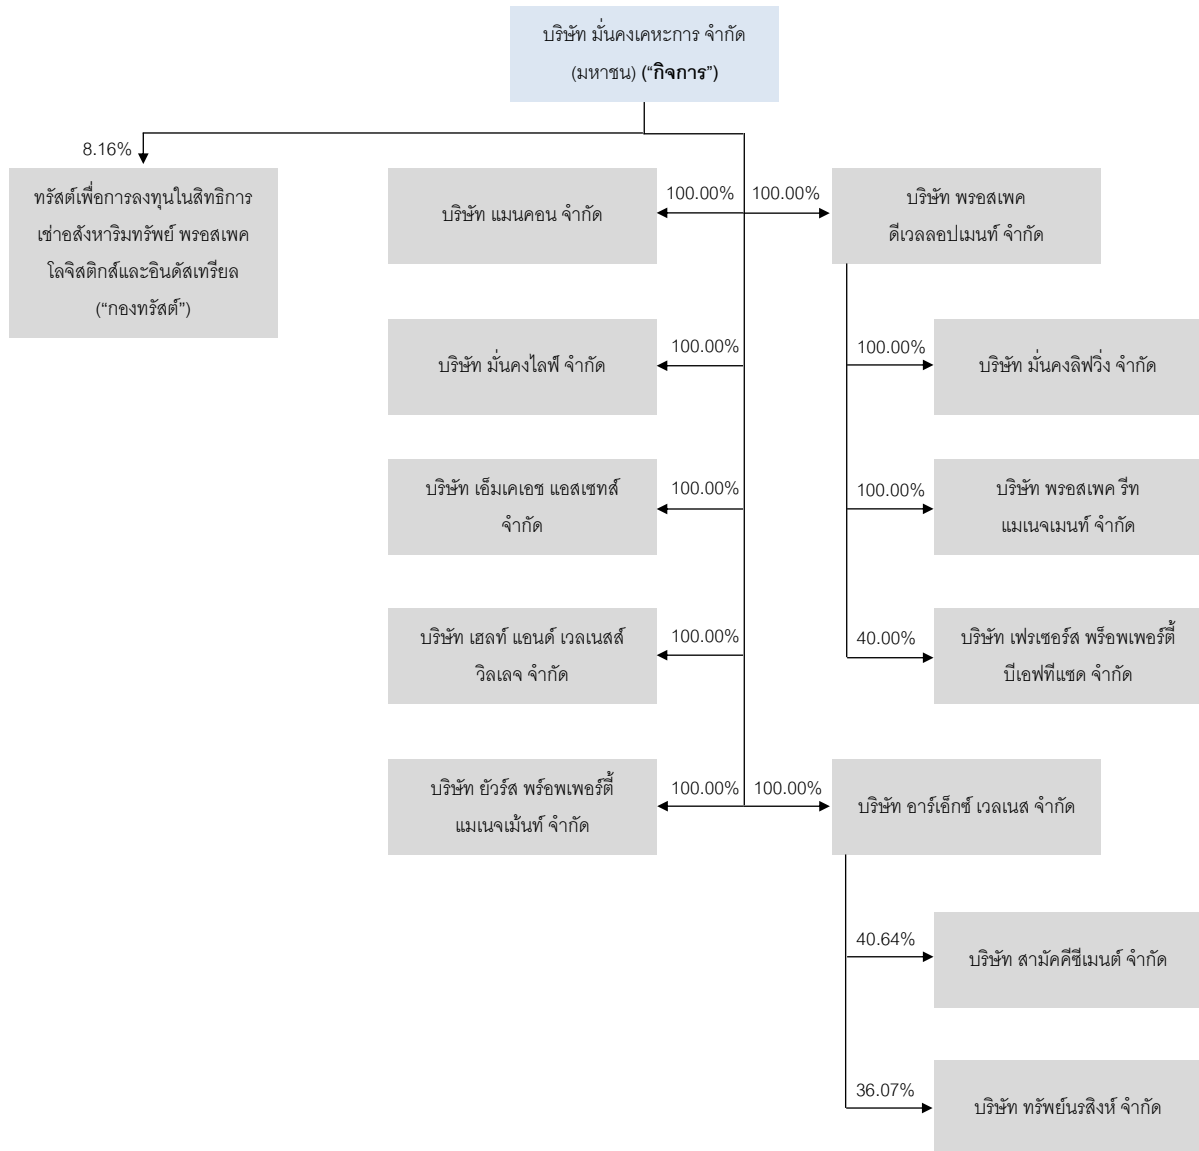 บริษัท มั่นคงเคหะการ จำกัด
(มหาชน) (“กิจการ”)
8.16%
ทรัสต์เพื่อการลงทุนในสิทธิการ
เช่าอสังหาริมทรัพย์ พรอสเพค
โลจิสติกส์และอินดัสเทรียล
(“กองทรัสต์”)
100.00%
บริษัท แมนคอน จำกัด
100.00%
บริษัท พรอสเพค
ดีเวลลอปเมนท์ จำกัด
100.00%
บริษัท มั่นคงไลฟ์ จำกัด
100.00%
บริษัท มั่นคงลิฟวิ่ง จำกัด
100.00%
บริษัท เอ็มเคเอช แอสเซทส์
จำกัด
100.00%
บริษัท พรอสเพค รีท
แมเนจเมนท์ จำกัด
100.00%
บริษัท เฮลท์ แอนด์ เวลเนสส์
วิลเลจ จำกัด
40.00%
บริษัท เฟรเซอร์ส พร็อพเพอร์ตี้
บีเอฟทีแซด จำกัด
100.00%
บริษัท ยัวร์ส พร์อพเพอร์ตี้
แมเนจเม้นท์ จำกัด
100.00%
บริษัท อาร์เอ็กซ์ เวลเนส จำกัด
40.64%
บริษัท สามัคคีซีเมนต์ จำกัด
36.07%
บริษัท ทรัพย์นรสิงห์ จำกัด